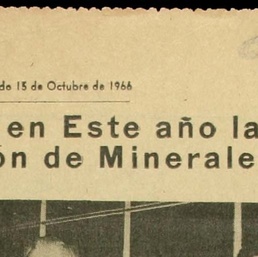 do 15 de Octubre de 1966
en Este año la
ón de Minerale